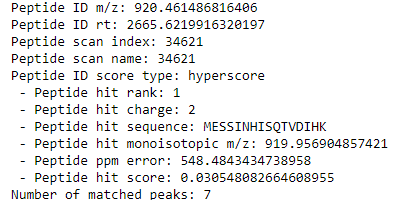 Peptide ID m/z: 920.461486816406
Peptide ID rt: 2665.6219916320197
Peptide scan index: 34621
Peptide scan name: 34621
Peptide ID score type: hyperscore
- Peptide hit rank: 1
- Peptide hit charge: 2
- Peptide hit sequence: MESSINHISQTVDIHK
- Peptide hit monoisotopic m/z: 919.956904857421
- Peptide ppm error: 548.4843434738958
- Peptide hit score: 0.030548082664608955
Number of matched peaks: 7